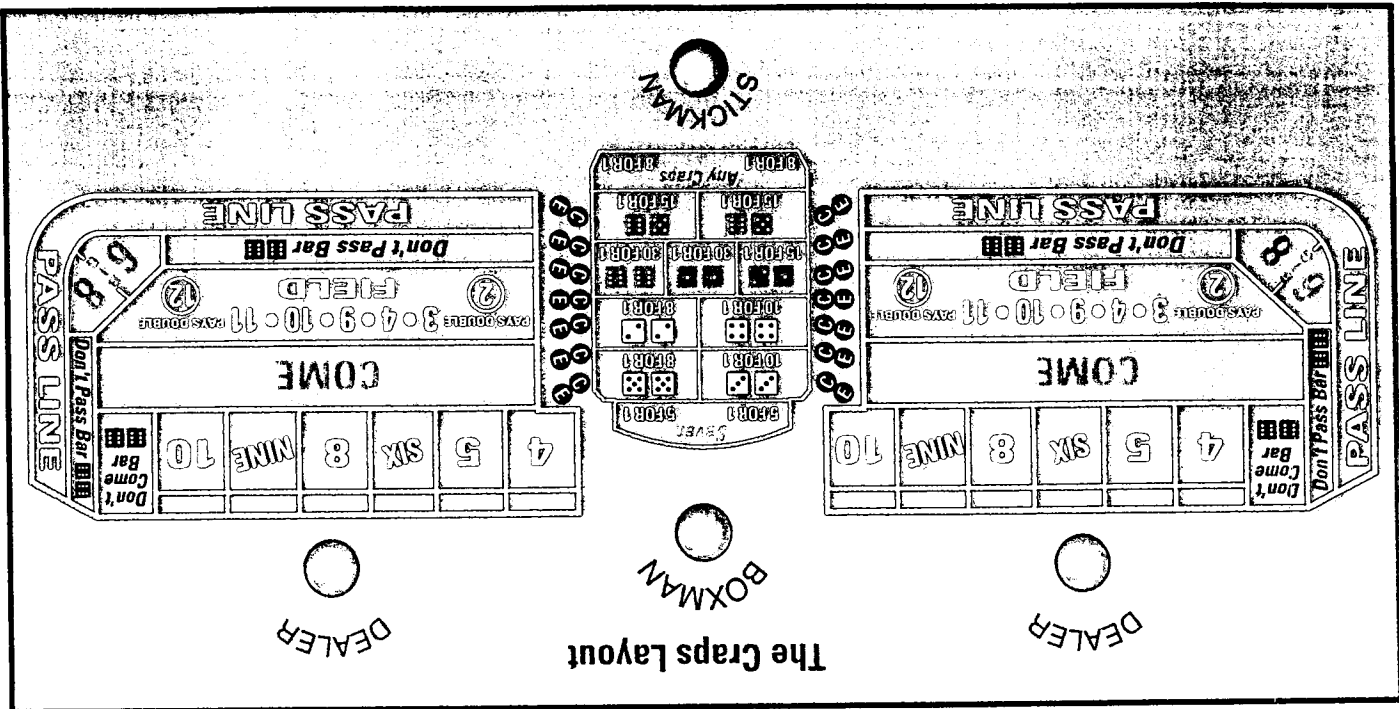 The Craps Layout
DEALER
BOXMAN
DEALER
Don't
Come
Bar
4
5
SIX
8
NINE
10
COME
PAYS DOUBLE
3 • 4 • 9 • 10 • 11
PAYS DOUBLE
2
FIELD
12
Don't Pass Bar
PASS LINE
Don't Pass Bar
PASS LINE
6
8
Seven
5 FOR 1 5 FOR 1
10 FOR 1 8 FOR 1
10 FOR 1 8 FOR 1
15 FOR 1 30 FOR 1 30 FOR 1
15 FOR 1 15 FOR 1
Any Craps
8 FOR 1 8 FOR 1
C E
C E
C E
C E
C E
C E
C E
4
5
SIX
8
NINE
10
Don't
Come
Bar
COME
PAYS DOUBLE
3 • 4 • 9 • 10 • 11
PAYS DOUBLE
2
FIELD
12
Don't Pass Bar
PASS LINE
Don't Pass Bar
PASS LINE
6
8
STICKMAN